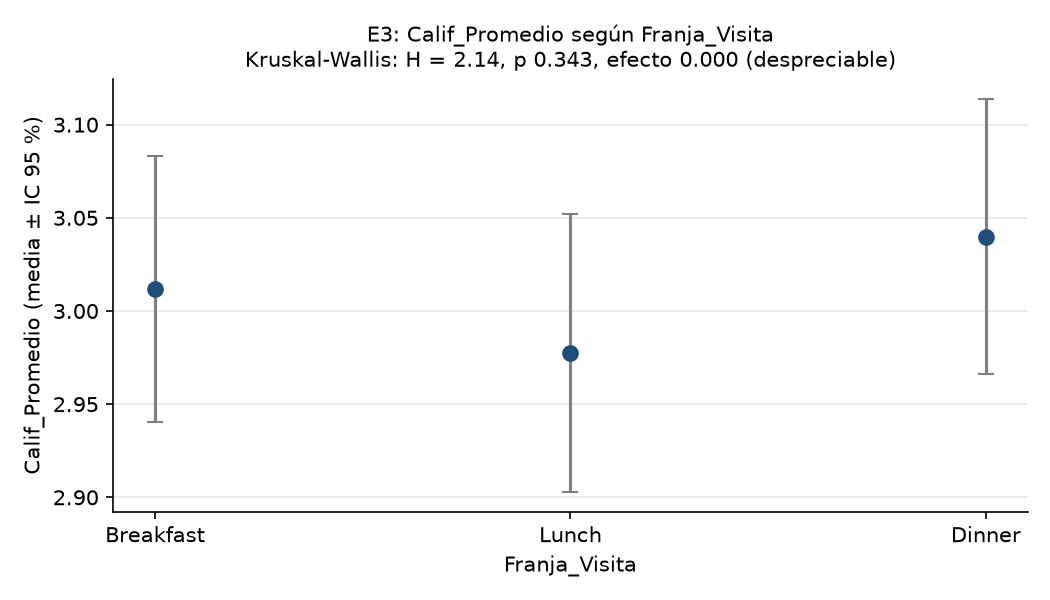 E3: Calif_Promedio según Franja_Visita
Kruskal-Wallis: H = 2.14, p 0.343, efecto 0.000 (despreciable)
Calif_Promedio (media ± IC 95 %)
3.10
3.05
3.00
2.95
2.90
Breakfast
Lunch
Dinner
Franja_Visita